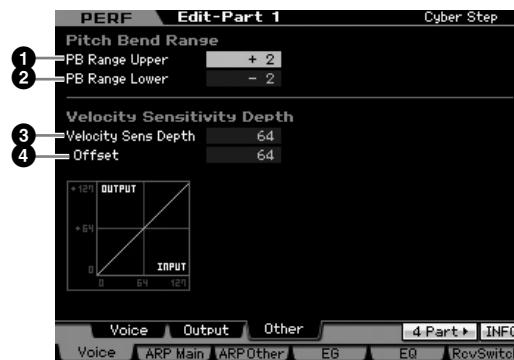 PERF Edit-Part 1 Cyber Step
Pitch Bend Range
1 PB Range Upper + 2
2 PB Range Lower - 2
Velocity Sensitivity Depth
3 Velocity Sens Depth 64
4 Offset 64
+127 OUTPUT
+64
0 INPUT
0 64 127
Voice Output Other 4 Part INFO
Voice ARP Main ARP Other EG EQ RcvSwitc